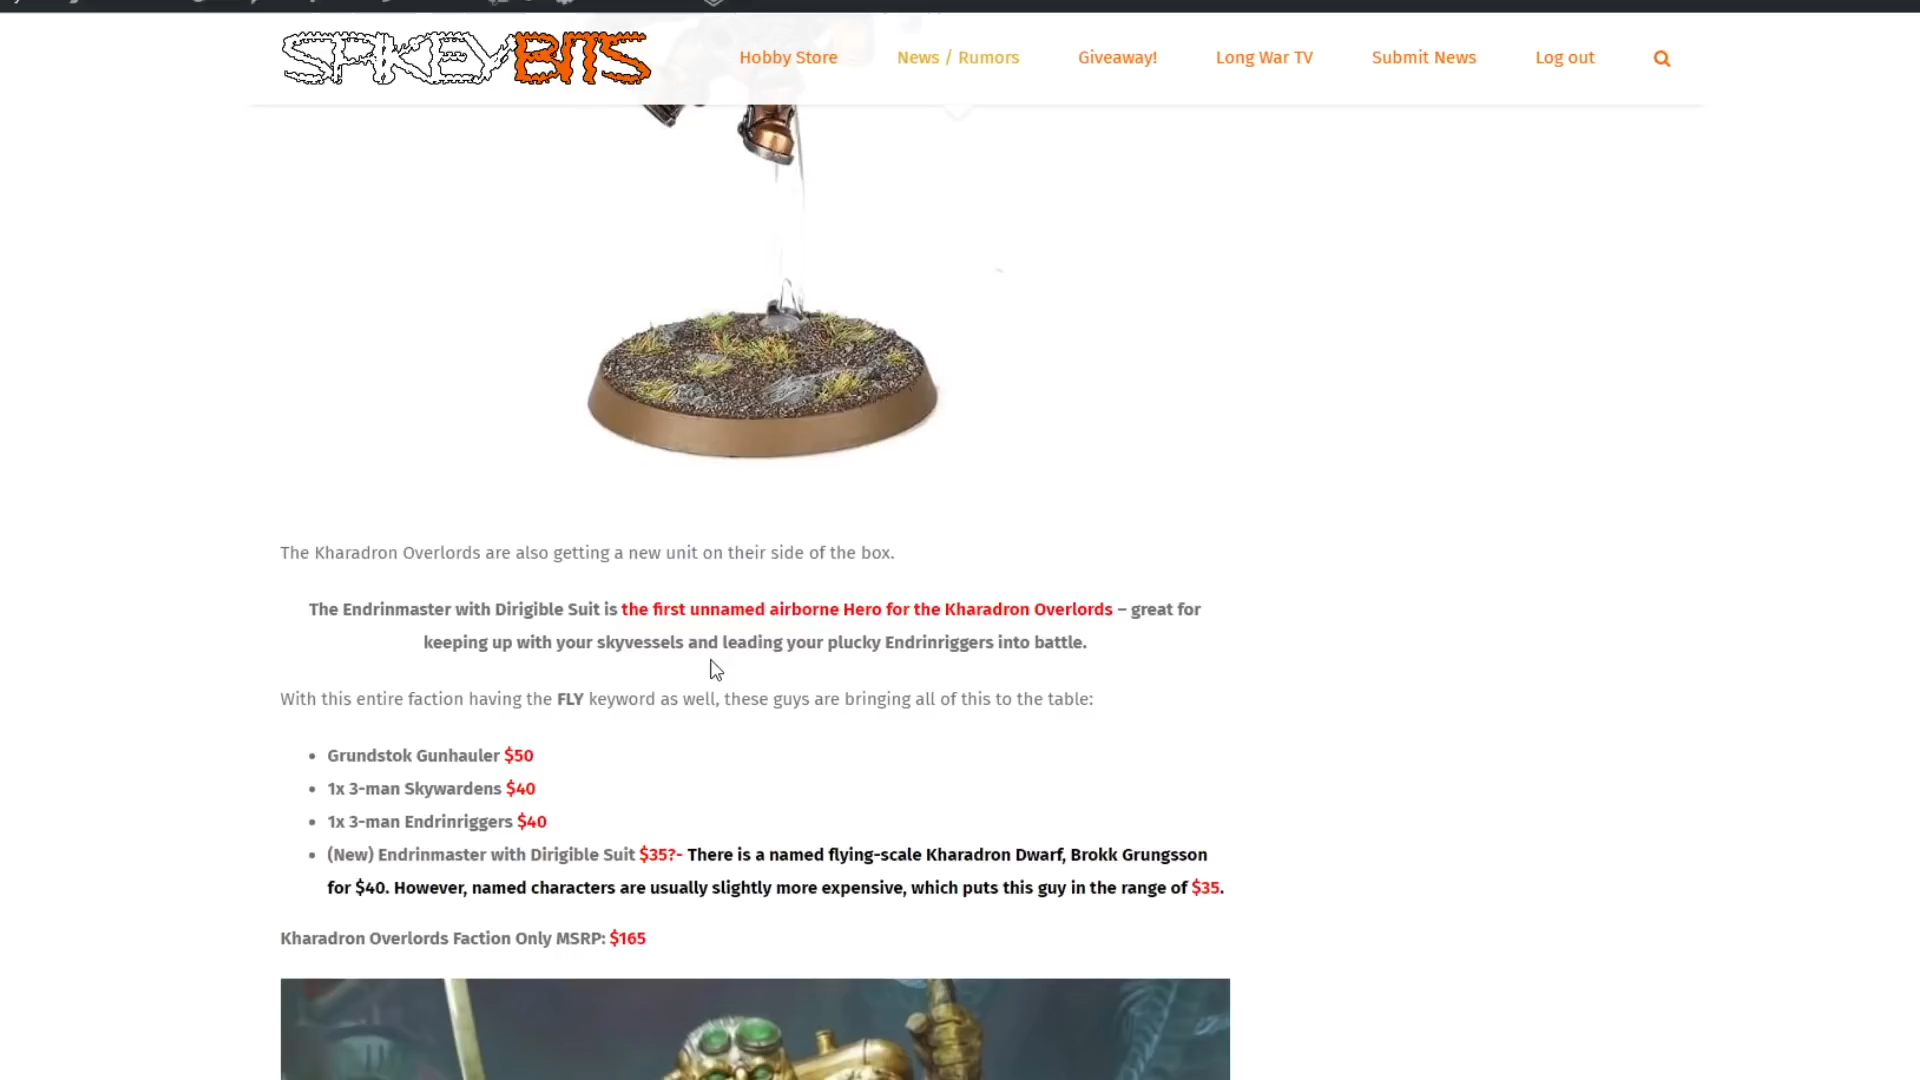 SPIKEYBITS
Hobby Store
News / Rumors
Giveaway!
Long War TV
Submit News
Log out
The Kharadron Overlords are also getting a new unit on their side of the box.
The Endrinmaster with Dirigible Suit is the first unnamed airborne Hero for the Kharadron Overlords – great for
keeping up with your skyvessels and leading your plucky Endrinriggers into battle.
With this entire faction having the FLY keyword as well, these guys are bringing all of this to the table:
• Grundstok Gunhauler $50
• 1x 3-man Skywardens $40
• 1x 3-man Endrinriggers $40
• (New) Endrinmaster with Dirigible Suit $35?- There is a named flying-scale Kharadron Dwarf, Brokk Grungsson
for $40. However, named characters are usually slightly more expensive, which puts this guy in the range of $35.
Kharadron Overlords Faction Only MSRP: $165